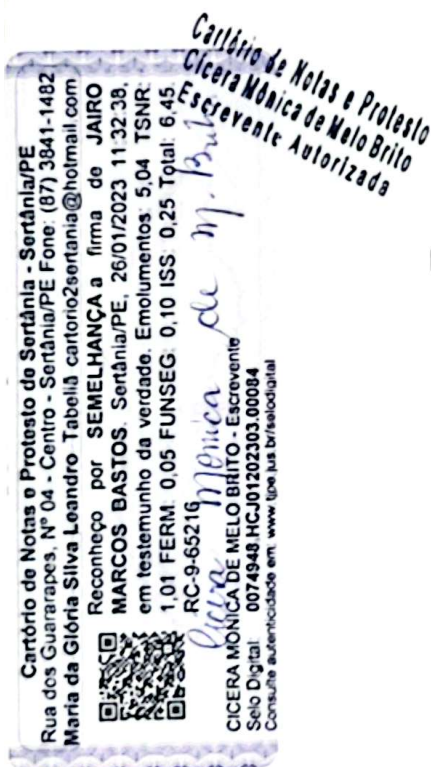 Cartório de Notas e Protesto de Sertânia - Sertânia/PE
Rua dos Guararapes, Nº 04 - Centro - Sertânia/PE Fone: (87) 3841-1482
Maria da Glória Silva Leandro - Tabeliã cartorio2sertania@hotmail.com
Reconheço por SEMELHANÇA a firma de JAIRO
MARCOS BASTOS. Sertânia/PE, 26/01/2023 11:32:38.
em testemunho da verdade. Emolumentos: 5,04 TSNR:
1,01 FERM: 0,05 FUNSEG: 0,10 ISS: 0,25 Total: 6,45.
RC-9-65216
Cicera Monica de M. Brito
CICERA MONICA DE MELO BRITO - Escrevente
Selo Digital: 0074948.HCJ01202303.00084
Consulte autenticidade em: www.tjpe.jus.br/selodigital
Cartório de Notas e Protesto
Cícera Mônica de Melo Brito
Escrevente Autorizada